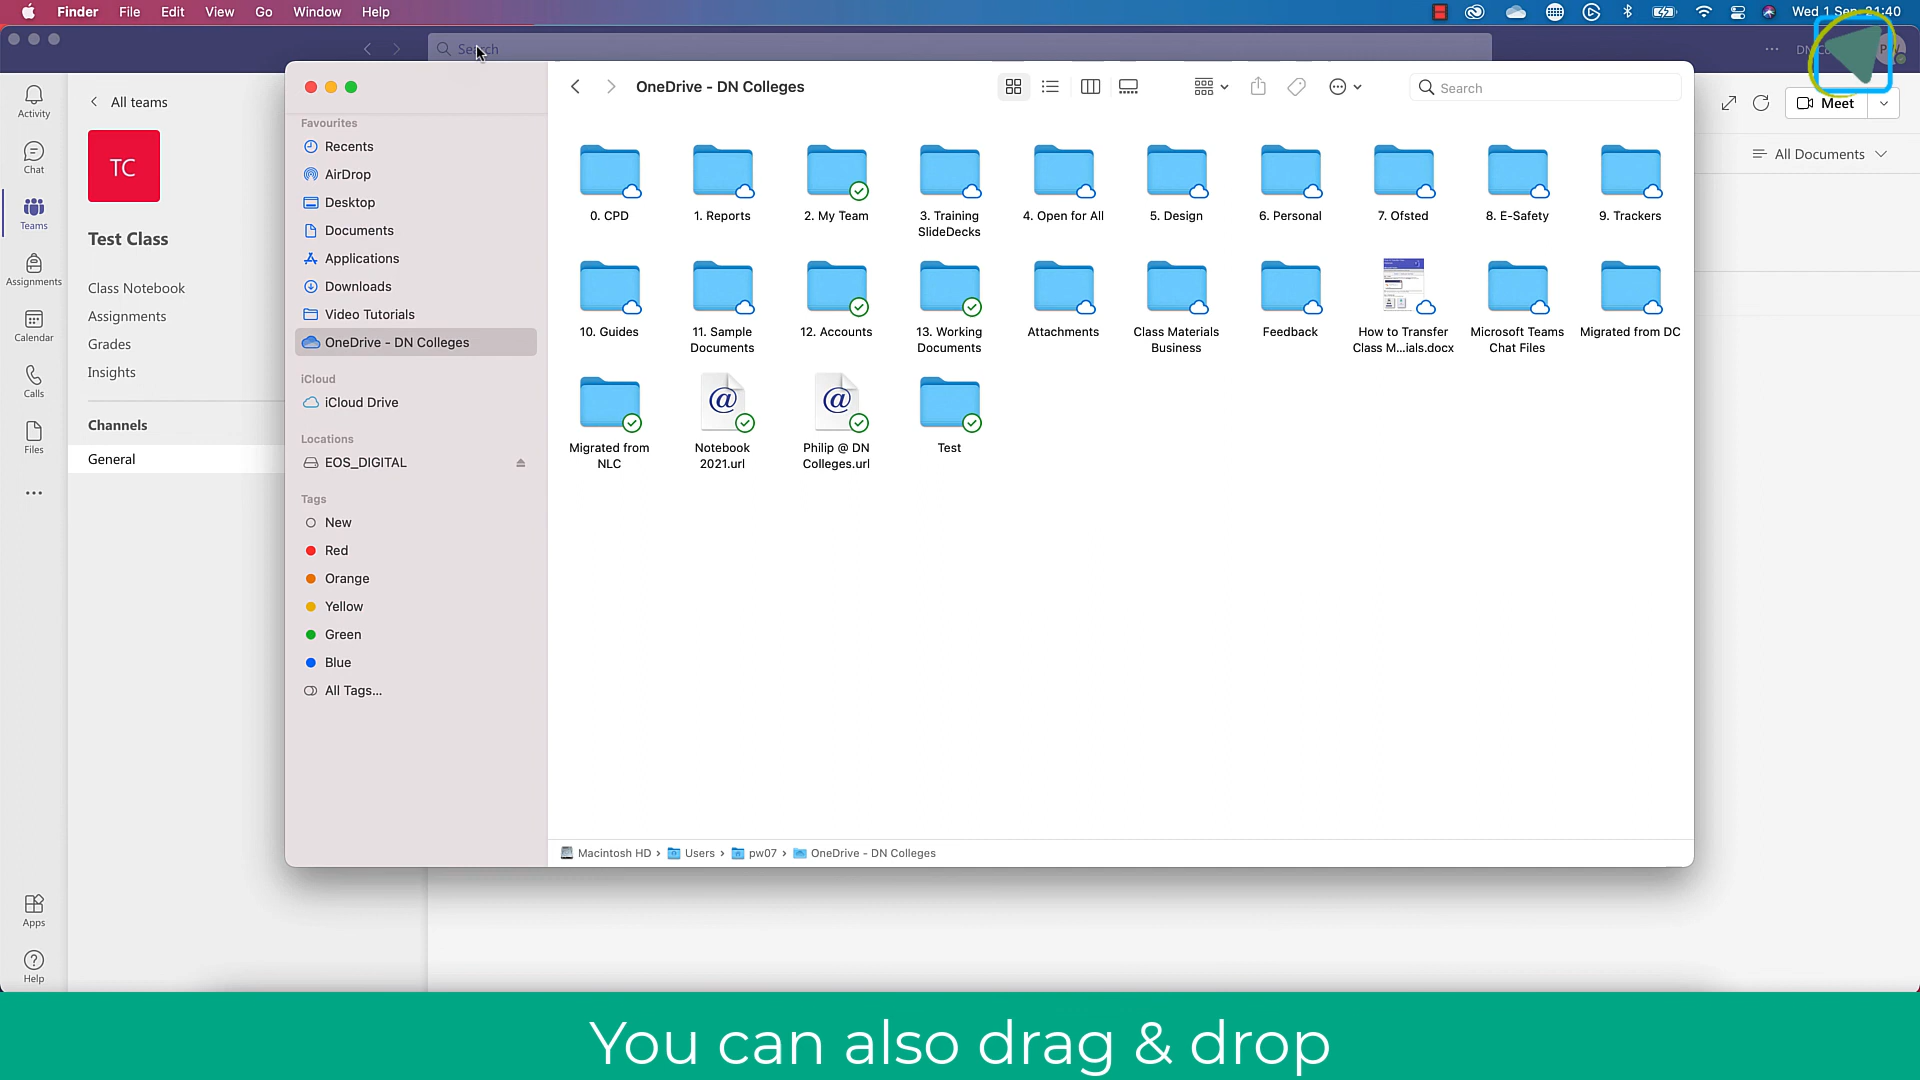 Finder File Edit View Go Window Help
Wed 1 Sep 21:40
Search
Activity
Chat
Teams
Assignments
Calendar
Calls
Files
Apps
Help
All teams
TC
Test Class
Class Notebook
Assignments
Grades
Insights
Channels
General
Meet
All Documents
Favourites
Recents
AirDrop
Desktop
Documents
Applications
Downloads
Video Tutorials
OneDrive - DN Colleges
iCloud
iCloud Drive
Locations
EOS_DIGITAL
Tags
New
Red
Orange
Yellow
Green
Blue
All Tags...
OneDrive - DN Colleges
Search
0. CPD
1. Reports
2. My Team
3. Training
SlideDecks
4. Open for All
5. Design
6. Personal
7. Ofsted
8. E-Safety
9. Trackers
10. Guides
11. Sample
Documents
12. Accounts
13. Working
Documents
Attachments
Class Materials
Business
Feedback
How to Transfer
Class M...ials.docx
Microsoft Teams
Chat Files
Migrated from DC
Migrated from
NLC
Notebook
2021.url
Philip @ DN
Colleges.url
Test
Macintosh HD › Users › pw07 › OneDrive - DN Colleges
You can also drag & drop